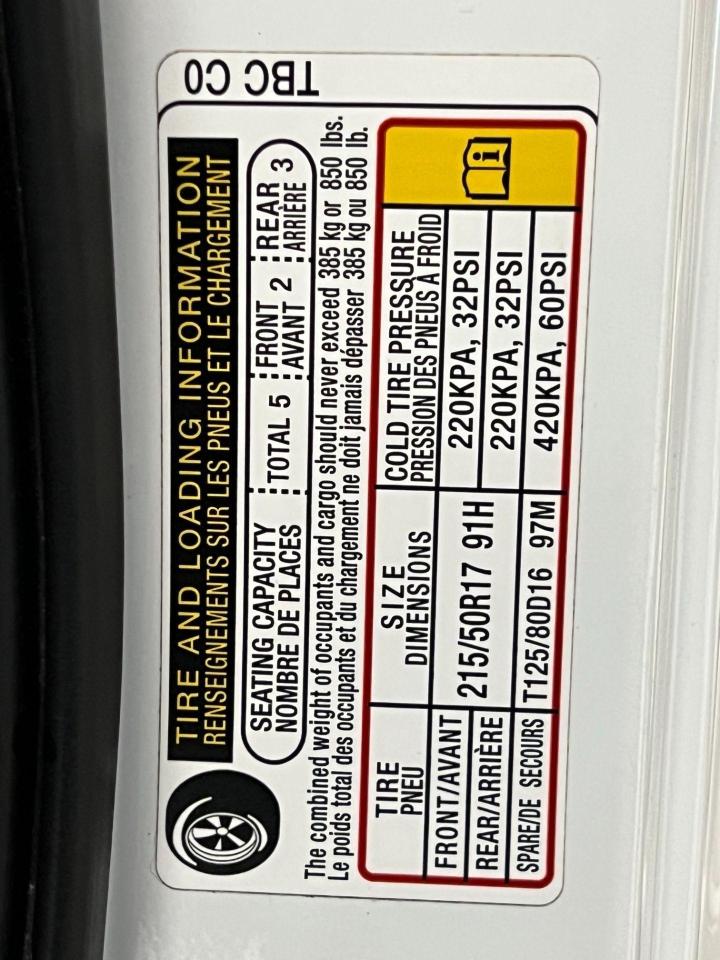 TBC C0
TIRE AND LOADING INFORMATION
RENSEIGNEMENTS SUR LES PNEUS ET LE CHARGEMENT
SEATING CAPACITY
NOMBRE DE PLACES
TOTAL 5
FRONT
AVANT 2
REAR
ARRIÈRE 3
The combined weight of occupants and cargo should never exceed 385 kg or 850 lbs.
Le poids total des occupants et du chargement ne doit jamais dépasser 385 kg ou 850 lb.
TIRE
PNEU
SIZE
DIMENSIONS
COLD TIRE PRESSURE
PRESSION DES PNEUS À FROID
FRONT/AVANT
215/50R17 91H
220KPA, 32PSI
REAR/ARRIÈRE
220KPA, 32PSI
SPARE/DE SECOURS
T125/80D16 97M
420KPA, 60PSI